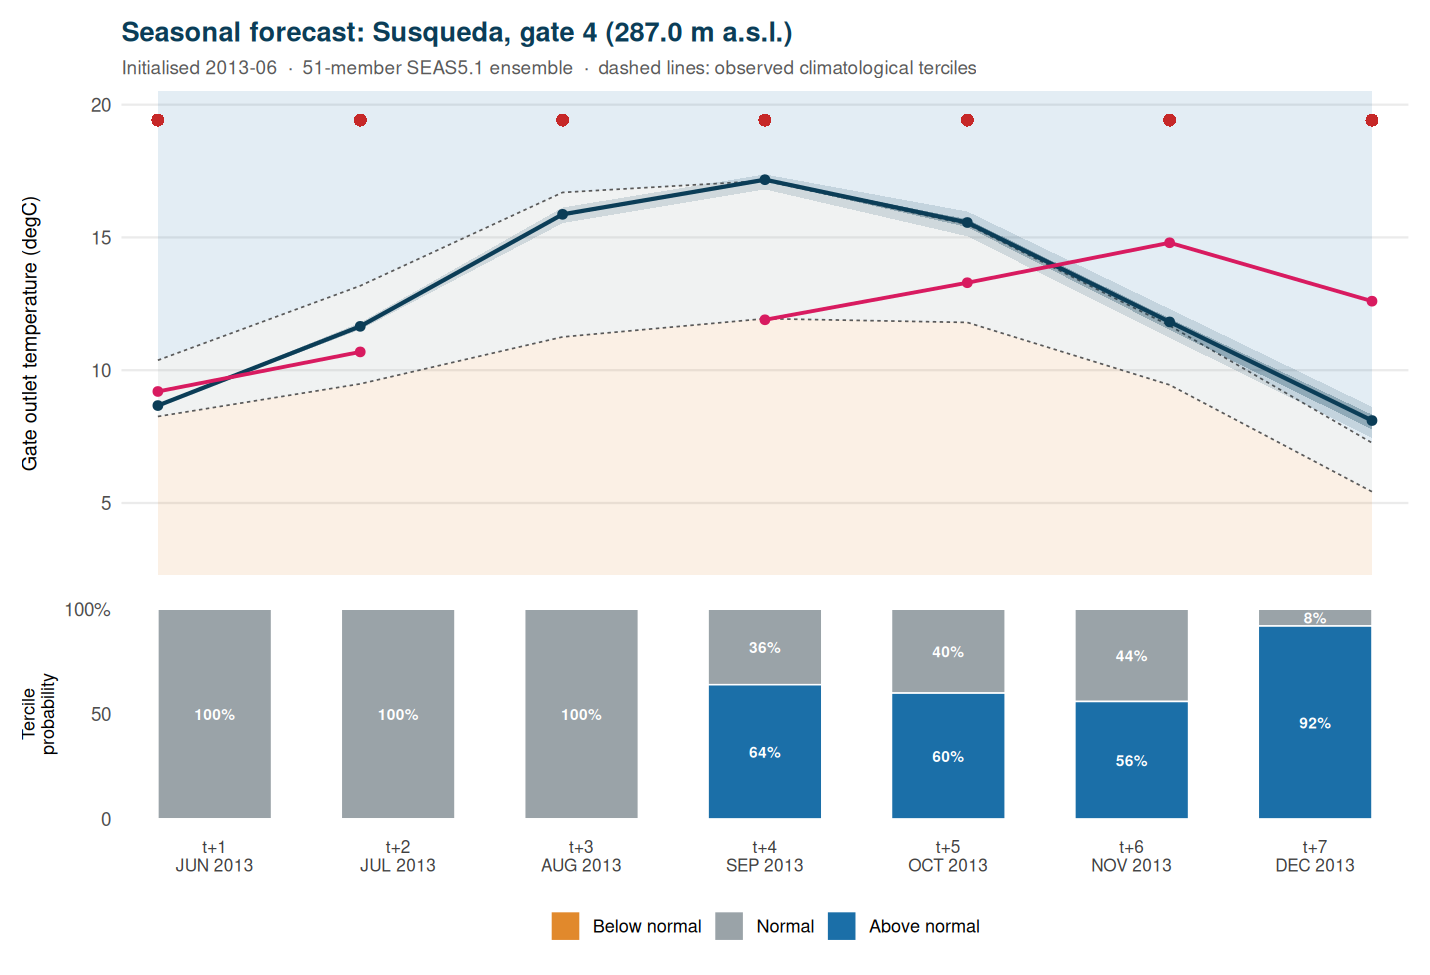 Seasonal forecast: Susqueda, gate 4 (287.0 m a.s.l.)
Initialised 2013-06 · 51-member SEAS5.1 ensemble · dashed lines: observed climatological terciles
Gate outlet temperature (degC)
20
15
10
5
Tercile
probability
100%
50
0
100%
100%
100%
36%
64%
40%
60%
44%
56%
8%
92%
t+1
JUN 2013
t+2
JUL 2013
t+3
AUG 2013
t+4
SEP 2013
t+5
OCT 2013
t+6
NOV 2013
t+7
DEC 2013
Below normal
Normal
Above normal